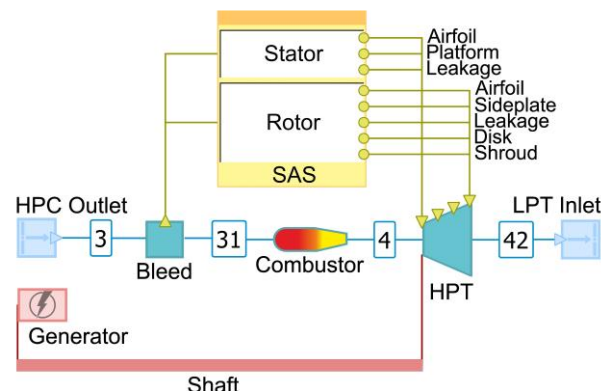 Stator
Airfoil
Platform
Leakage
Rotor
Airfoil
Sideplate
Leakage
Disk
Shroud
SAS
HPC Outlet
3
Bleed
31
Combustor
4
HPT
42
LPT Inlet
Generator
Shaft